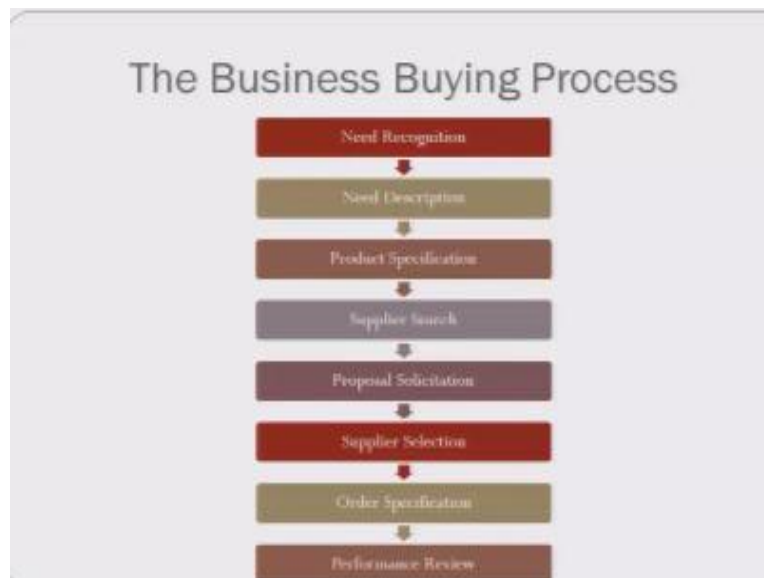 The Business Buying Process
Need Recognition
Need Description
Product Specification
Supplier Search
Proposal Solicitation
Supplier Selection
Order Specification
Performance Review